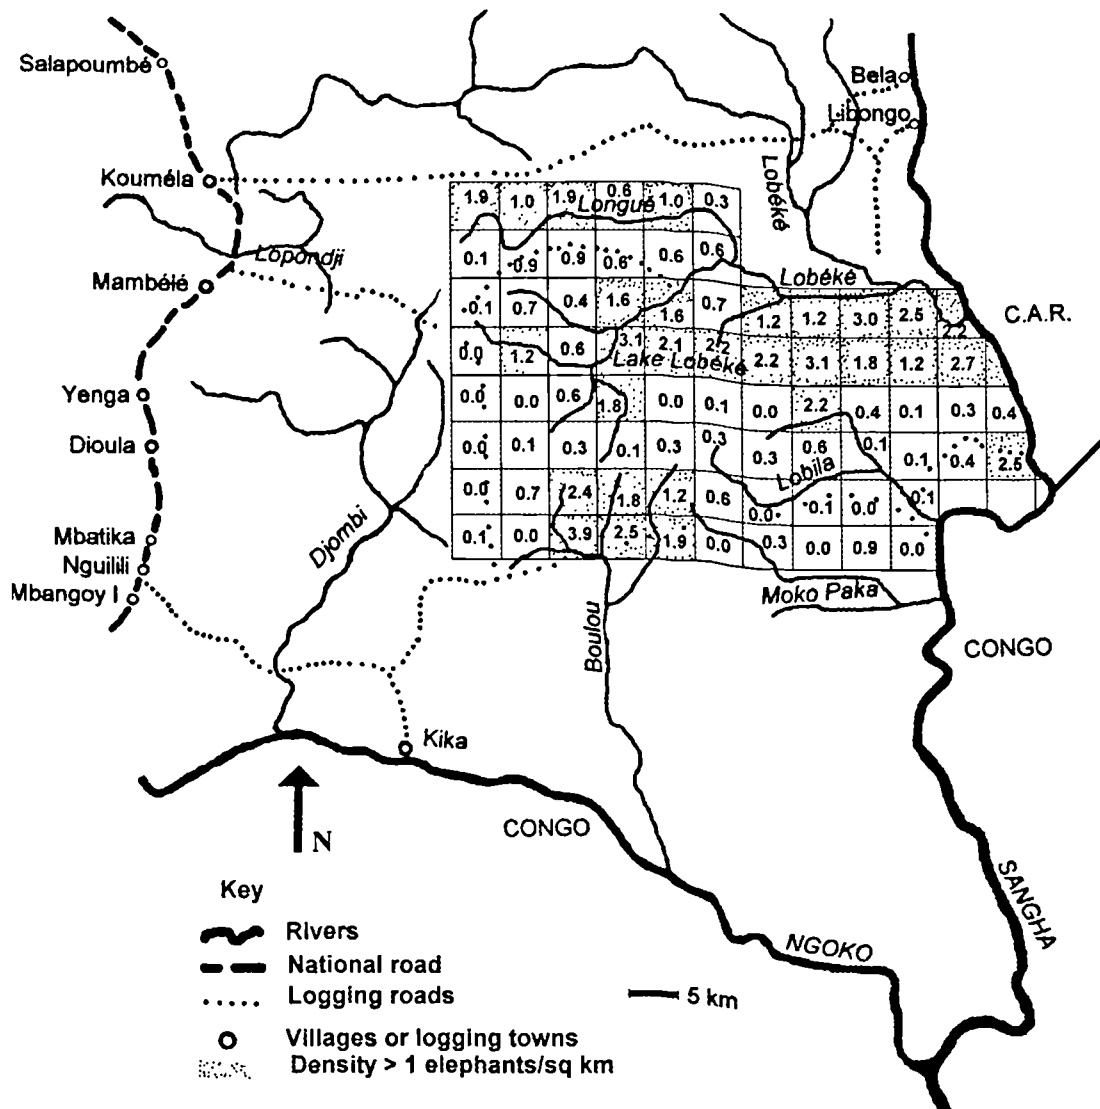 Salapoumbé
Bela
Libongo
Kouméla
Lobéké
1.9 1.0 1.9 0.6 1.0 0.3
Longué
Lopondji
0.1 0.9 0.9 0.6 0.6 0.6
Mambélé
Lobéké
C.A.R.
0.1 0.7 0.4 1.6 1.6 0.7 1.2 1.2 3.0 2.5 2.2
0.0 1.2 0.6 3.1 2.1 2.2 2.2 3.1 1.8 1.2 2.7
Lake Lobéké
Yenga
0.0 0.0 0.6 1.8 0.0 0.1 0.0 2.2 0.4 0.1 0.3 0.4
Dioula
0.0 0.1 0.3 0.1 0.3 0.3 0.3 0.6 0.1 0.1 0.4 2.5
Lobila
0.0 0.7 2.4 1.8 1.2 0.6 0.0 0.1 0.0 0.1
Djombi
Mbatika
0.1 0.0 3.9 2.5 1.9 0.0 0.3 0.0 0.9 0.0
Nguilili
Mbangoy I
Moko Paka
Boulou
CONGO
Kika
CONGO
N
SANGHA
NGOKO
Key
Rivers
National road
Logging roads
5 km
Villages or logging towns
Density > 1 elephants/sq km